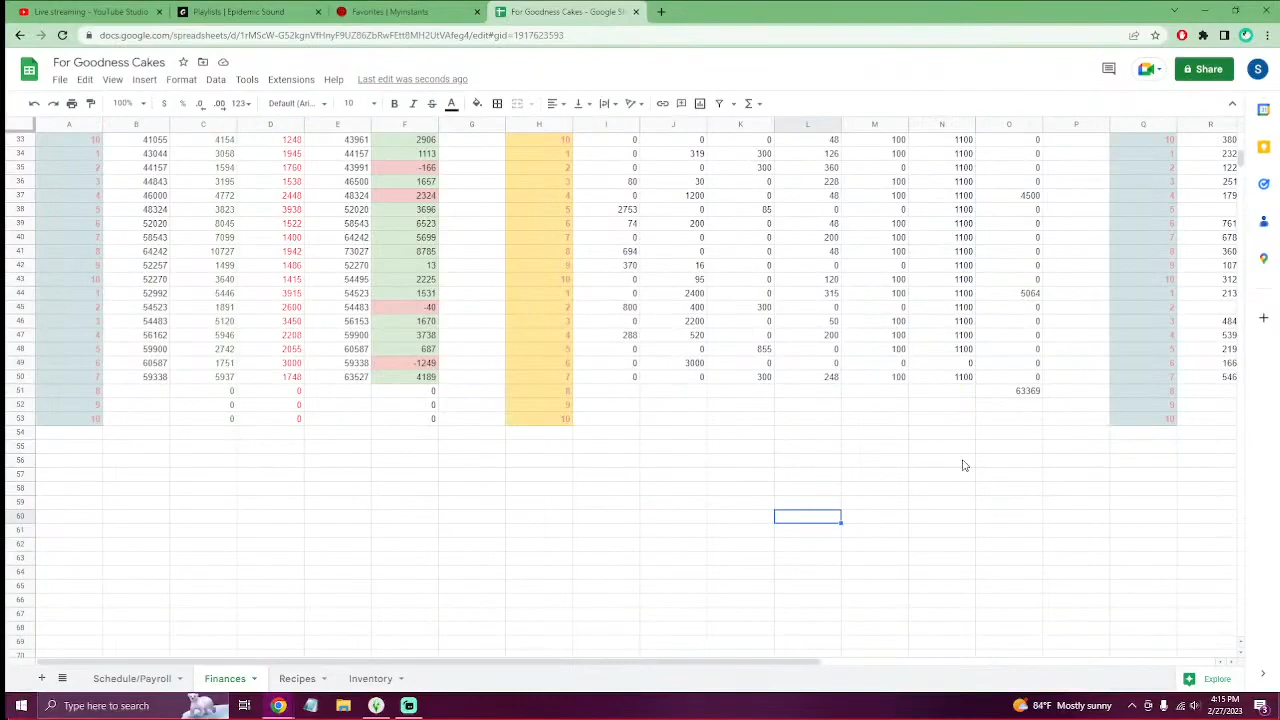 Live streaming - YouTube Studio Playlists | Epidemic Sound Favorites | Myinstants For Goodness Cakes - Google Sh
docs.google.com/spreadsheets/d/1rMScW-G52kgnVfHnyF9UZ86ZbRwFEtt8MH2UtVAfeg4/edit#gid=1917623593
For Goodness Cakes
File Edit View Insert Format Data Tools Extensions Help Last edit was seconds ago
Share S
100% $ % .0 .00 123 Default (Ari... 10 B I S A
A B C D E F G H I J K L M N O P Q R
33 10 41055 4154 1248 43961 2906 10 0 0 0 48 100 1100 0 10 380
34 1 43044 3058 1945 44157 1113 1 0 319 300 126 100 1100 0 1 232
35 2 44157 1594 1760 43991 -166 2 0 0 300 360 0 1100 0 2 122
36 3 44843 3195 1538 46500 1657 3 80 30 0 228 100 1100 0 3 251
37 4 46000 4772 2448 48324 2324 4 0 1200 0 48 100 1100 4500 4 179
38 5 48324 3823 3938 52020 3696 5 2753 0 85 0 0 1100 0 5
39 6 52020 8045 1522 58543 6523 6 74 200 0 48 100 1100 0 6 761
40 7 58543 7099 1400 64242 5699 7 0 0 0 200 100 1100 0 7 678
41 8 64242 10727 1942 73027 8785 8 694 0 0 48 100 1100 0 8 360
42 9 52257 1499 1486 52270 13 9 370 16 0 0 0 1100 0 9 107
43 10 52270 3640 1415 54495 2225 10 0 95 0 120 100 1100 0 10 312
44 1 52992 5446 3915 54523 1531 1 0 2400 0 315 100 1100 5064 1 213
45 2 54523 1891 2600 54483 -40 2 800 400 300 0 0 1100 0 2
46 3 54483 5120 3450 56153 1670 3 0 2200 0 50 100 1100 0 3 484
47 4 56162 5946 2208 59900 3738 4 288 520 0 200 100 1100 0 4 539
48 5 59900 2742 2055 60587 687 5 0 0 855 0 100 1100 0 5 219
49 6 60587 1751 3000 59338 -1249 6 0 3000 0 0 0 1100 0 6 166
50 7 59338 5937 1748 63527 4189 7 0 0 300 248 100 1100 0 7 546
51 8 0 0 0 8 63369 8
52 9 0 0 0 9 9
53 10 0 0 0 10 10
54
55
56
57
58
59
60
61
62
63
64
65
66
67
68
69
70
Schedule/Payroll Finances Recipes Inventory Explore
Type here to search 84°F Mostly sunny 4:15 PM
2/27/2023